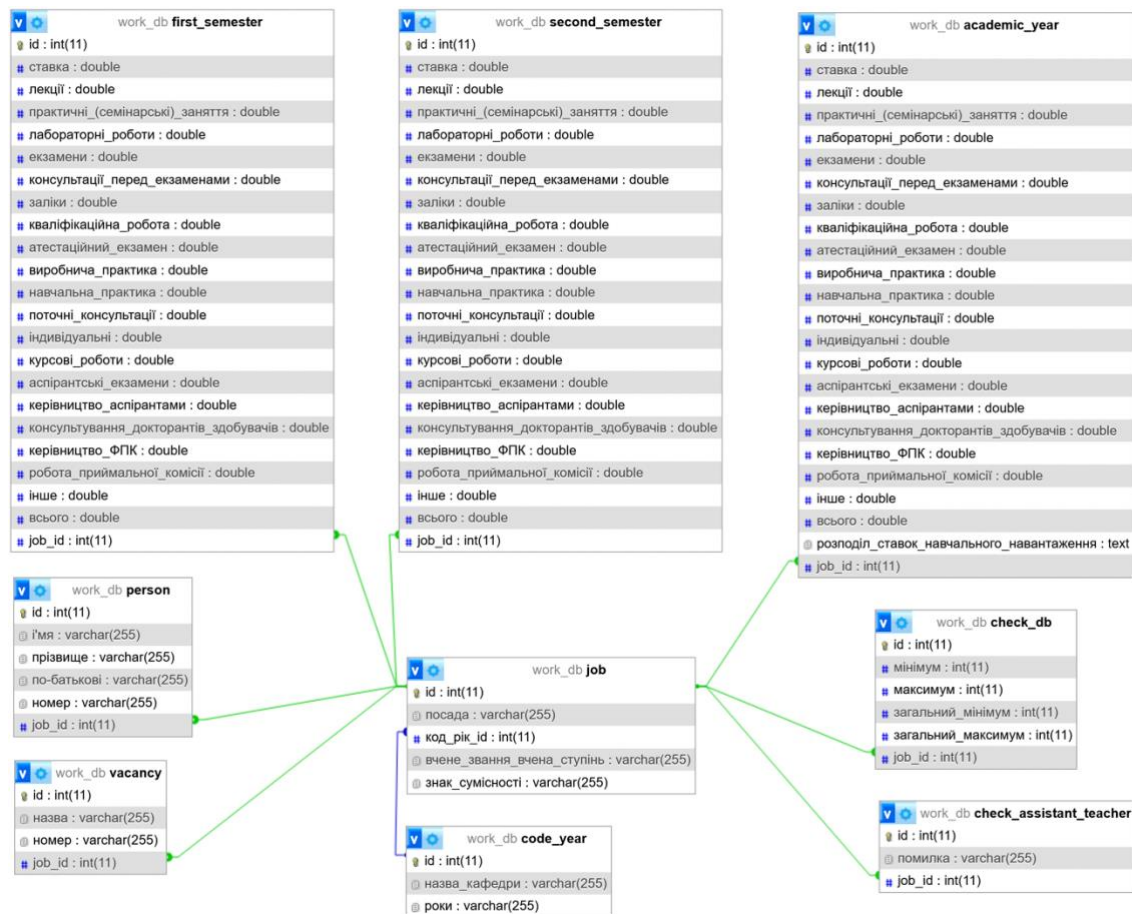 work_db first_semester
id : int(11)
ставка : double
лекції : double
практичні_(семінарські)_заняття : double
лабораторні_роботи : double
екзамени : double
консультації_перед_екзаменами : double
заліки : double
кваліфікаційна_робота : double
атестаційний_екзамен : double
виробнича_практика : double
навчальна_практика : double
поточні_консультації : double
індивідуальні : double
курсові_роботи : double
аспірантські_екзамени : double
керівництво_аспірантами : double
консультування_докторантів_здобувачів : double
керівництво_ФПК : double
робота_приймальної_комісії : double
інше : double
всього : double
job_id : int(11)
work_db second_semester
id : int(11)
ставка : double
лекції : double
практичні_(семінарські)_заняття : double
лабораторні_роботи : double
екзамени : double
консультації_перед_екзаменами : double
заліки : double
кваліфікаційна_робота : double
атестаційний_екзамен : double
виробнича_практика : double
навчальна_практика : double
поточні_консультації : double
індивідуальні : double
курсові_роботи : double
аспірантські_екзамени : double
керівництво_аспірантами : double
консультування_докторантів_здобувачів : double
керівництво_ФПК : double
робота_приймальної_комісії : double
інше : double
всього : double
job_id : int(11)
work_db academic_year
id : int(11)
ставка : double
лекції : double
практичні_(семінарські)_заняття : double
лабораторні_роботи : double
екзамени : double
консультації_перед_екзаменами : double
заліки : double
кваліфікаційна_робота : double
атестаційний_екзамен : double
виробнича_практика : double
навчальна_практика : double
поточні_консультації : double
індивідуальні : double
курсові_роботи : double
аспірантські_екзамени : double
керівництво_аспірантами : double
консультування_докторантів_здобувачів : double
керівництво_ФПК : double
робота_приймальної_комісії : double
інше : double
всього : double
розподіл_ставок_навчального_навантаження : text
job_id : int(11)
work_db person
id : int(11)
і'мя : varchar(255)
прізвище : varchar(255)
по-батькові : varchar(255)
номер : varchar(255)
job_id : int(11)
work_db vacancy
id : int(11)
назва : varchar(255)
номер : varchar(255)
job_id : int(11)
work_db job
id : int(11)
посада : varchar(255)
код_рік_id : int(11)
вчене_звання_вчена_ступінь : varchar(255)
знак_сумісності : varchar(255)
work_db code_year
id : int(11)
назва_кафедри : varchar(255)
роки : varchar(255)
work_db check_db
id : int(11)
мінімум : int(11)
максимум : int(11)
загальний_мінімум : int(11)
загальний_максимум : int(11)
job_id : int(11)
work_db check_assistant_teacher
id : int(11)
помилка : varchar(255)
job_id : int(11)